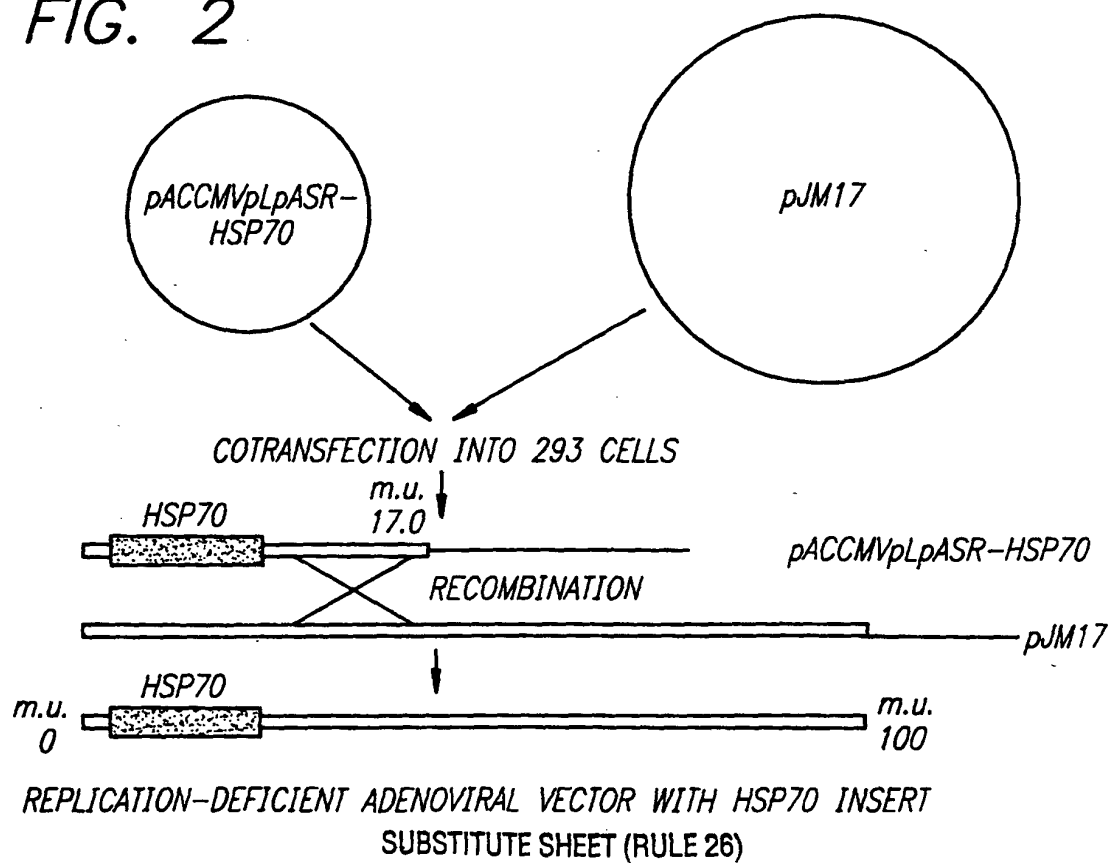 FIG. 2
pACCMVpLpASR-
HSP70
pJM17
COTRANSFECTION INTO 293 CELLS
m.u.
17.0
HSP70
pACCMVpLpASR-HSP70
RECOMBINATION
pJM17
HSP70
m.u.
0
m.u.
100
REPLICATION-DEFICIENT ADENOVIRAL VECTOR WITH HSP70 INSERT
SUBSTITUTE SHEET (RULE 26)